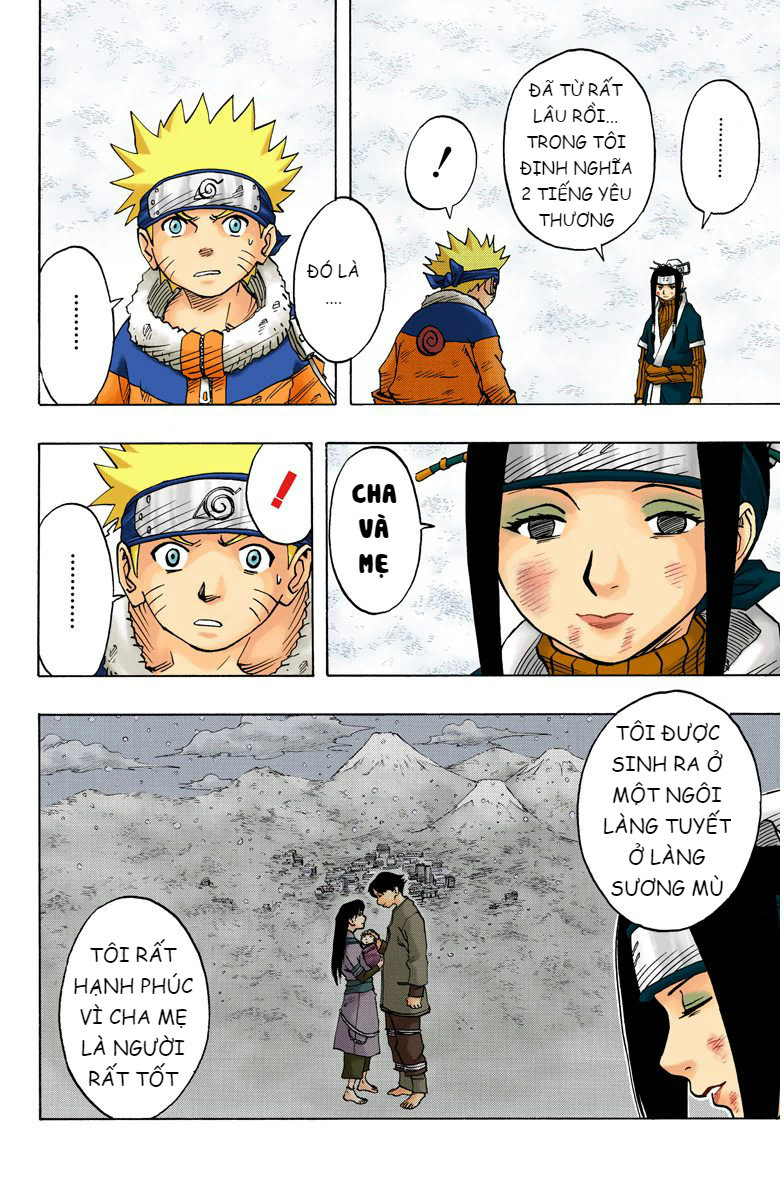 ..........
ĐÃ TỪ RẤT
LÂU RỒI...
TRONG TÔI
ĐỊNH NGHĨA
2 TIẾNG YÊU
THƯƠNG
!
ĐÓ LÀ
....
..........
CHA
VÀ
MẸ
!
..........
TÔI ĐƯỢC
SINH RA Ở
MỘT NGÔI
LÀNG TUYẾT
Ở LÀNG
SƯƠNG MÙ
TÔI RẤT
HẠNH PHÚC
VÌ CHA MẸ
LÀ NGƯỜI
RẤT TỐT